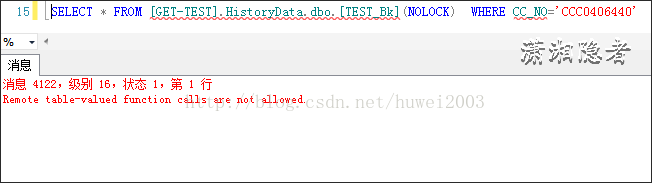 15 SELECT * FROM [GET-TEST].HistoryData.dbo.[TEST_Bk](NOLOCK) WHERE CC_NO='CCC0406440'
潇湘隐者
%
消息
消息 4122，级别 16，状态 1，第 1 行
Remote table-valued function calls are not allowed.
http://blog.csdn.net/huwei2003